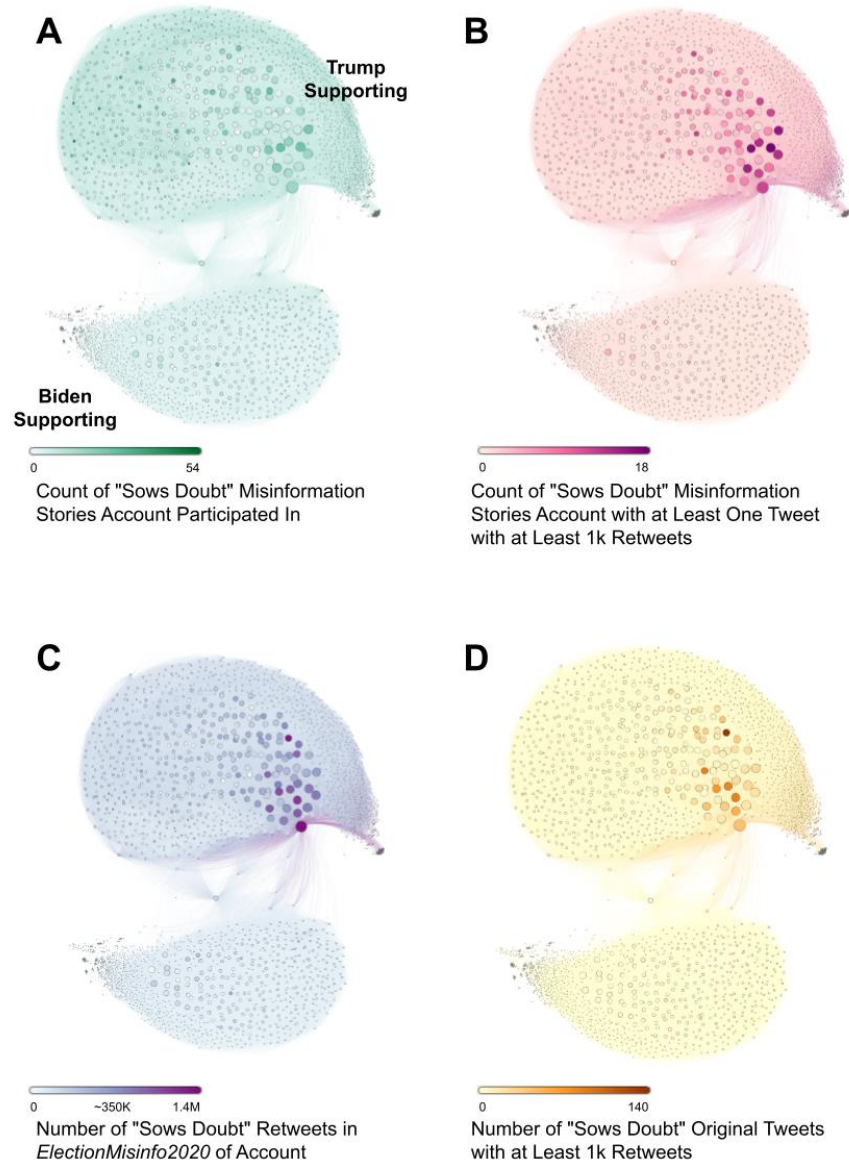 A
Trump
Supporting
Biden
Supporting
0 54
Count of "Sows Doubt" Misinformation
Stories Account Participated In
B
0 18
Count of "Sows Doubt" Misinformation
Stories Account with at Least One Tweet
with at Least 1k Retweets
C
0 ~350K 1.4M
Number of "Sows Doubt" Retweets in
ElectionMisinfo2020 of Account
D
0 140
Number of "Sows Doubt" Original Tweets
with at Least 1k Retweets